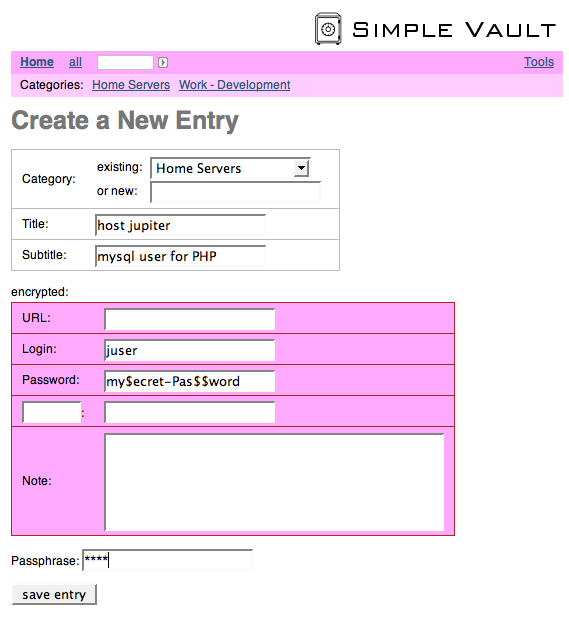 SIMPLE VAULT
Home all Tools
Categories: Home Servers Work - Development
Create a New Entry
Category: existing: Home Servers
or new:
Title: host jupiter
Subtitle: mysql user for PHP
encrypted:
URL:
Login: juser
Password: my$ecret-Pas$$word
:
Note:
Passphrase: ****
save entry